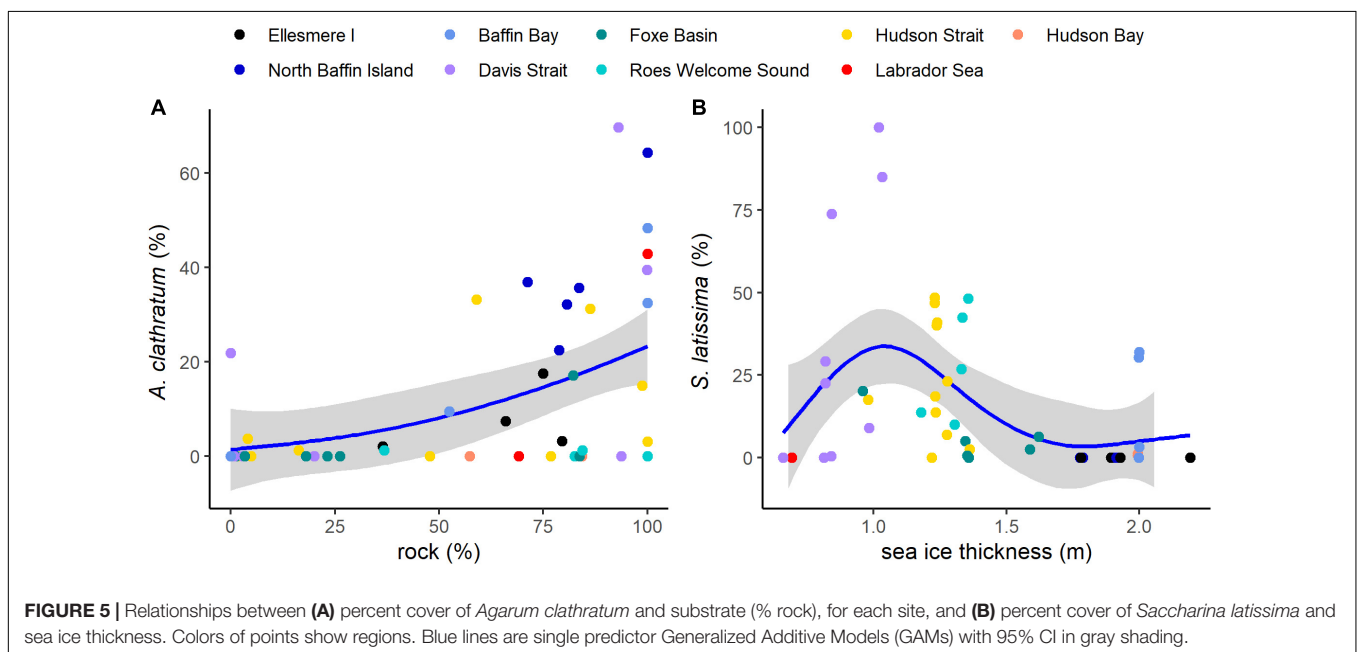 Ellesmere I Baffin Bay Foxe Basin Hudson Strait Hudson Bay
North Baffin Island Davis Strait Roes Welcome Sound Labrador Sea
A
A. clathratum (%)
60
40
20
0
0 25 50 75 100
rock (%)
B
S. latissima (%)
100
75
50
25
0
1.0 1.5 2.0
sea ice thickness (m)
FIGURE 5 | Relationships between (A) percent cover of Agarum clathratum and substrate (% rock), for each site, and (B) percent cover of Saccharina latissima and
sea ice thickness. Colors of points show regions. Blue lines are single predictor Generalized Additive Models (GAMs) with 95% CI in gray shading.